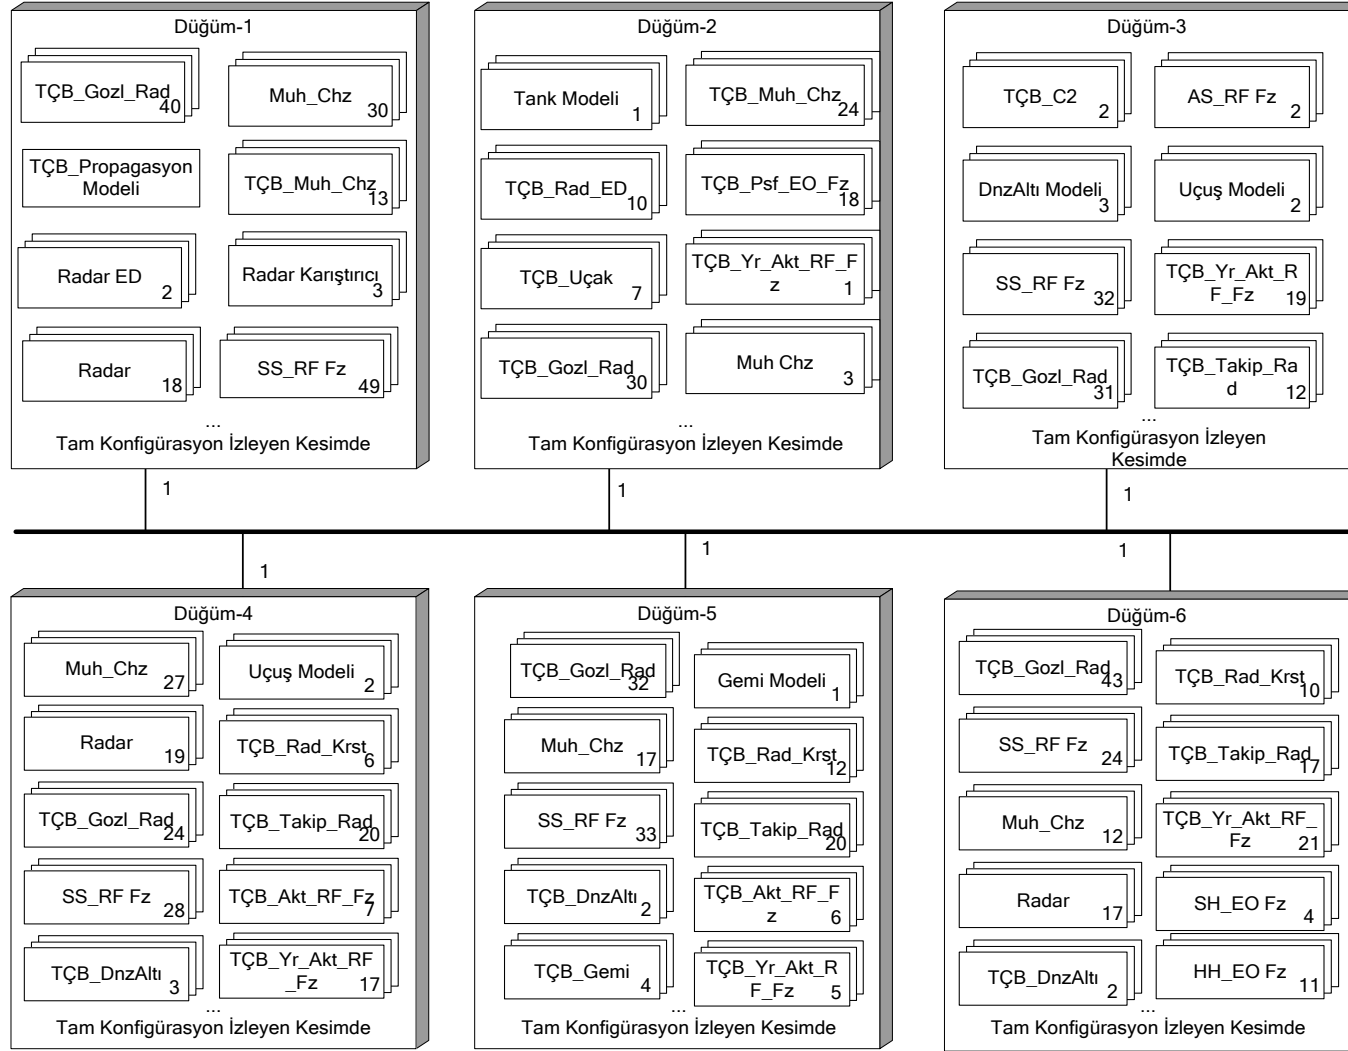 Düğüm-1
TÇB_Gozl_Rad
40
Muh_Chz
30
TÇB_Propagasyon
Modeli
TÇB_Muh_Chz
13
Radar ED
2
Radar Karıştırıcı
3
Radar
18
SS_RF Fz
49
...
Tam Konfigürasyon İzleyen Kesimde
Düğüm-2
Tank Modeli
1
TÇB_Muh_Chz
24
TÇB_Rad_ED
10
TÇB_Psf_EO_Fz
18
TÇB_Uçak
7
TÇB_Yr_Akt_RF_F
z
1
TÇB_Gozl_Rad
30
Muh Chz
3
...
Tam Konfigürasyon İzleyen Kesimde
Düğüm-3
TÇB_C2
2
AS_RF Fz
2
DnzAltı Modeli
3
Uçuş Modeli
2
SS_RF Fz
32
TÇB_Yr_Akt_R
F_Fz
19
TÇB_Gozl_Rad
31
TÇB_Takip_Ra
d
12
...
Tam Konfigürasyon İzleyen
Kesimde
1
1
1
1
1
1
Düğüm-4
Muh_Chz
27
Uçuş Modeli
2
Radar
19
TÇB_Rad_Krst
6
TÇB_Gozl_Rad
24
TÇB_Takip_Rad
20
SS_RF Fz
28
TÇB_Akt_RF_Fz
7
TÇB_DnzAltı
3
TÇB_Yr_Akt_RF
_Fz
17
...
Tam Konfigürasyon İzleyen Kesimde
Düğüm-5
TÇB_Gozl_Rad
32
Gemi Modeli
1
Muh_Chz
17
TÇB_Rad_Krst
12
SS_RF Fz
33
TÇB_Takip_Rad
20
TÇB_DnzAltı
2
TÇB_Akt_RF_F
z
6
TÇB_Gemi
4
TÇB_Yr_Akt_R
F_Fz
5
...
Tam Konfigürasyon İzleyen Kesimde
Düğüm-6
TÇB_Gozl_Rad
43
TÇB_Rad_Krst
10
SS_RF Fz
24
TÇB_Takip_Rad
17
Muh_Chz
12
TÇB_Yr_Akt_RF_
Fz
21
Radar
17
SH_EO Fz
4
TÇB_DnzAltı
2
HH_EO Fz
11
...
Tam Konfigürasyon İzleyen Kesimde